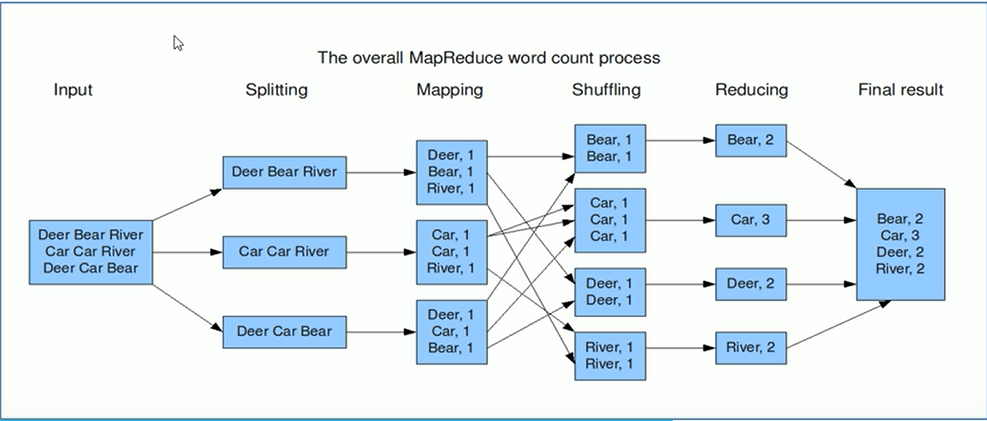 The overall MapReduce word count process
Input
Splitting
Mapping
Shuffling
Reducing
Final result
Deer Bear River
Car Car River
Deer Car Bear
Deer Bear River
Car Car River
Deer Car Bear
Deer, 1
Bear, 1
River, 1
Car, 1
Car, 1
River, 1
Deer, 1
Car, 1
Bear, 1
Bear, 1
Bear, 1
Car, 1
Car, 1
Car, 1
Deer, 1
Deer, 1
River, 1
River, 1
Bear, 2
Car, 3
Deer, 2
River, 2
Bear, 2
Car, 3
Deer, 2
River, 2